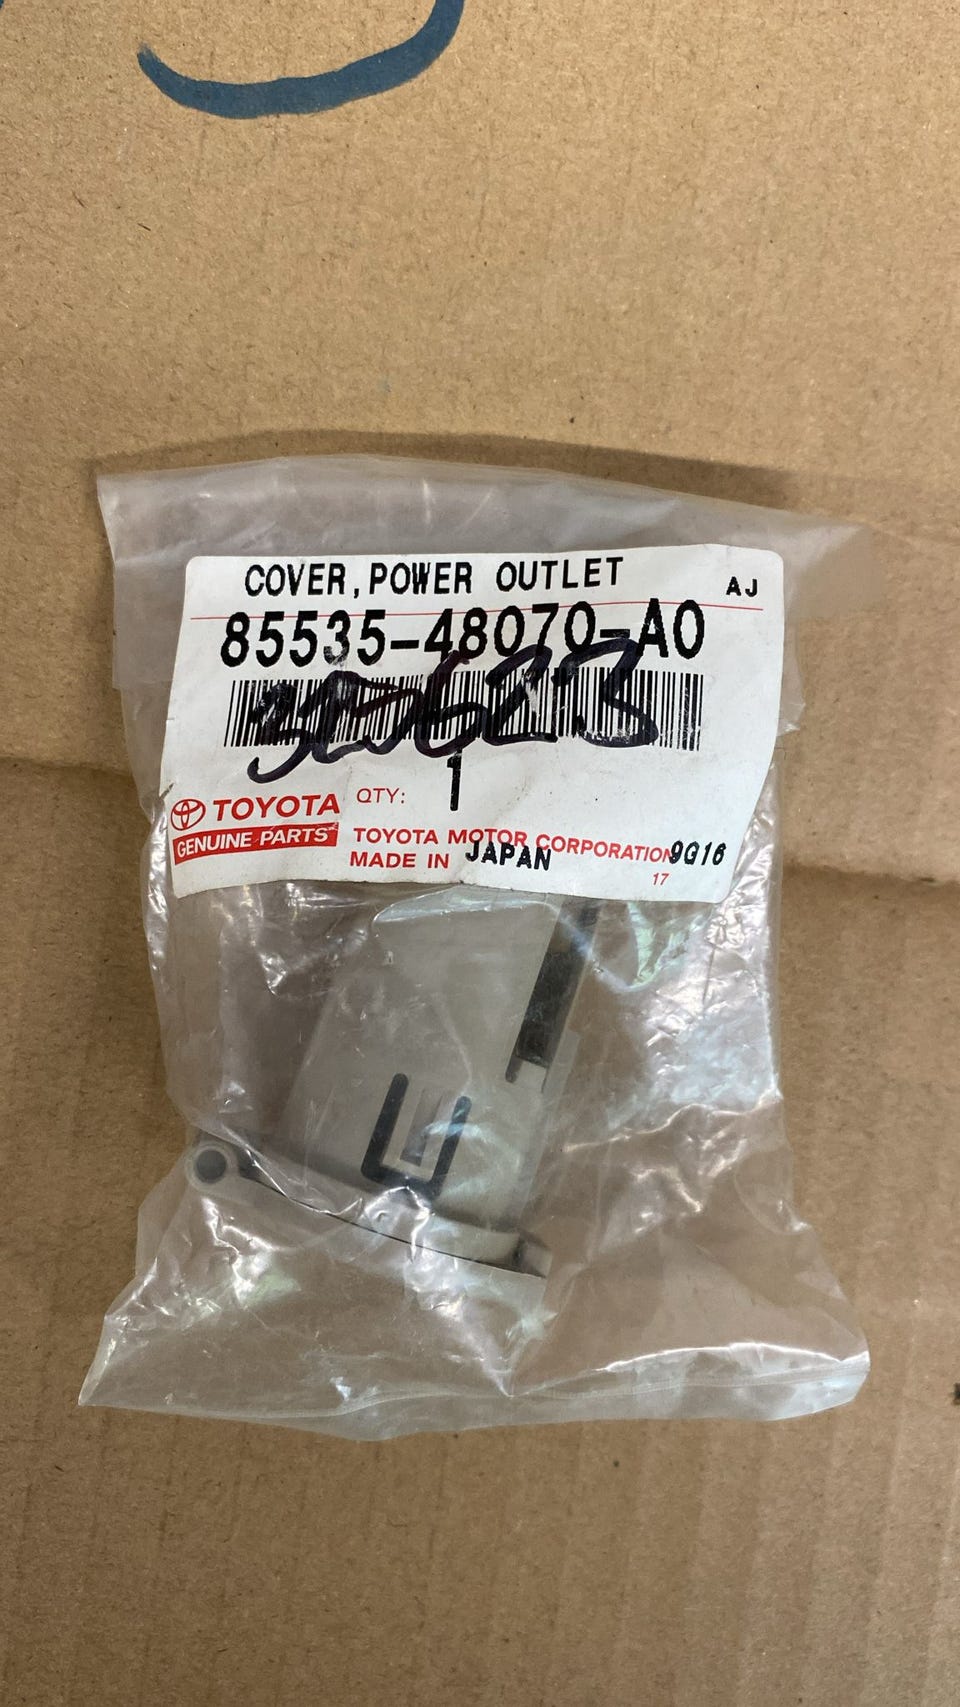 COVER,POWER OUTLET
AJ
85535-48070-A0
1
QTY:
TOYOTA
GENUINE PARTS
TOYOTA MOTOR CORPORATION 9G16
MADE IN JAPAN
17